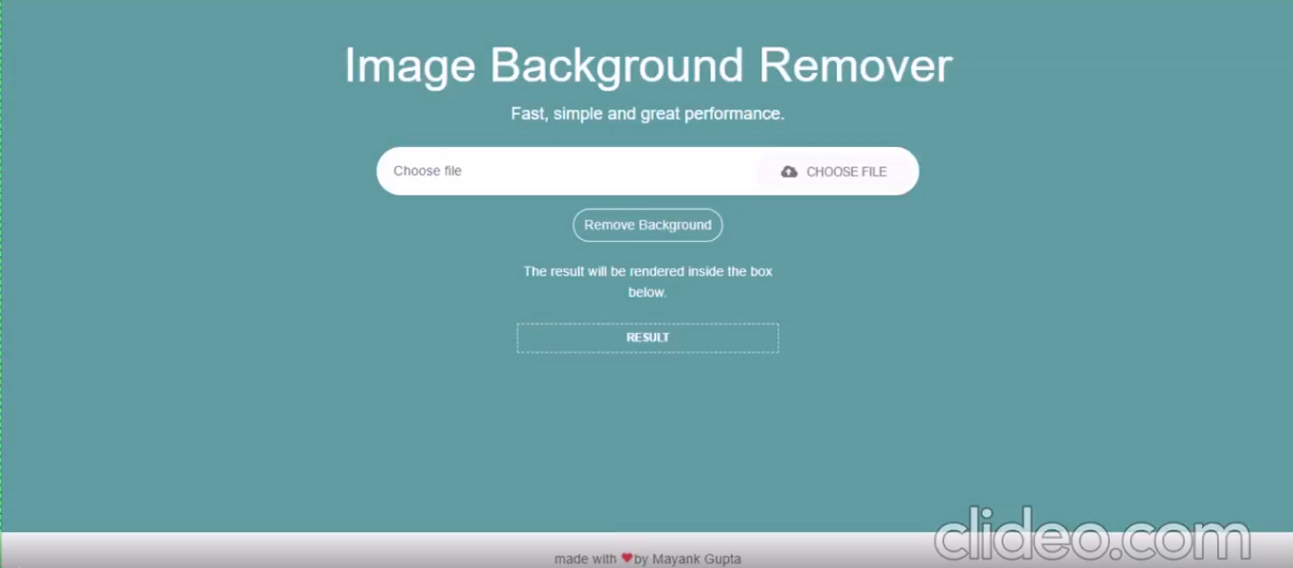 Image Background Remover
Fast, simple and great performance.
Choose file
CHOOSE FILE
Remove Background
The result will be rendered inside the box
below.
RESULT
clideo.com
made with ❤by Mayank Gupta